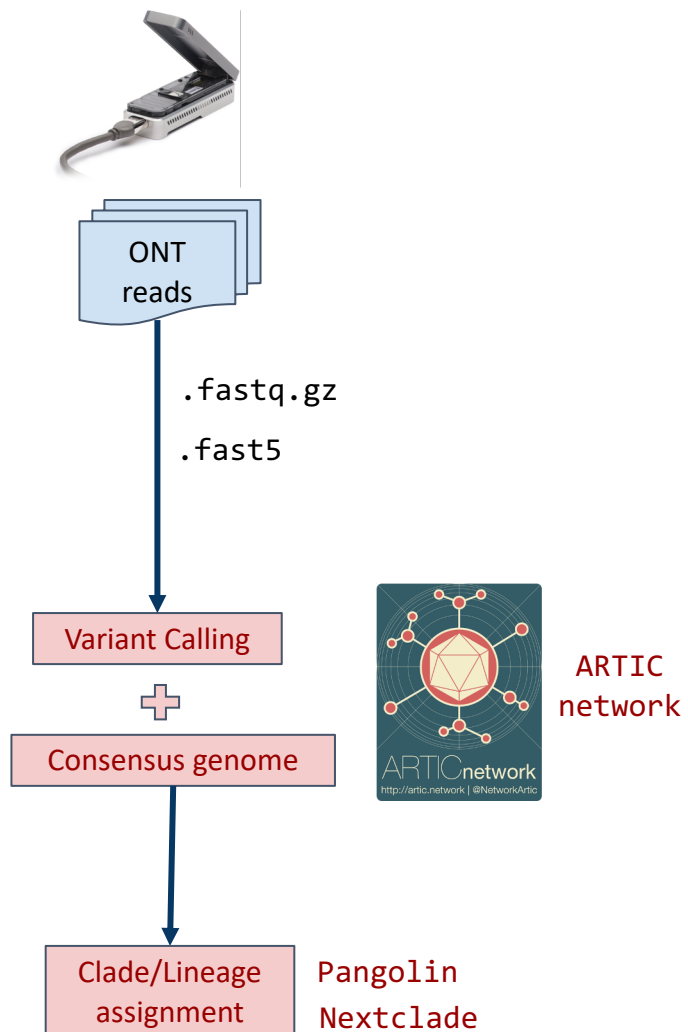 ONT
reads
.fastq.gz
.fast5
Variant Calling
Consensus genome
ARTICnetwork
http://artic.network | @NetworkArtic
ARTIC
network
Clade/Lineage
assignment
Pangolin
Nextclade